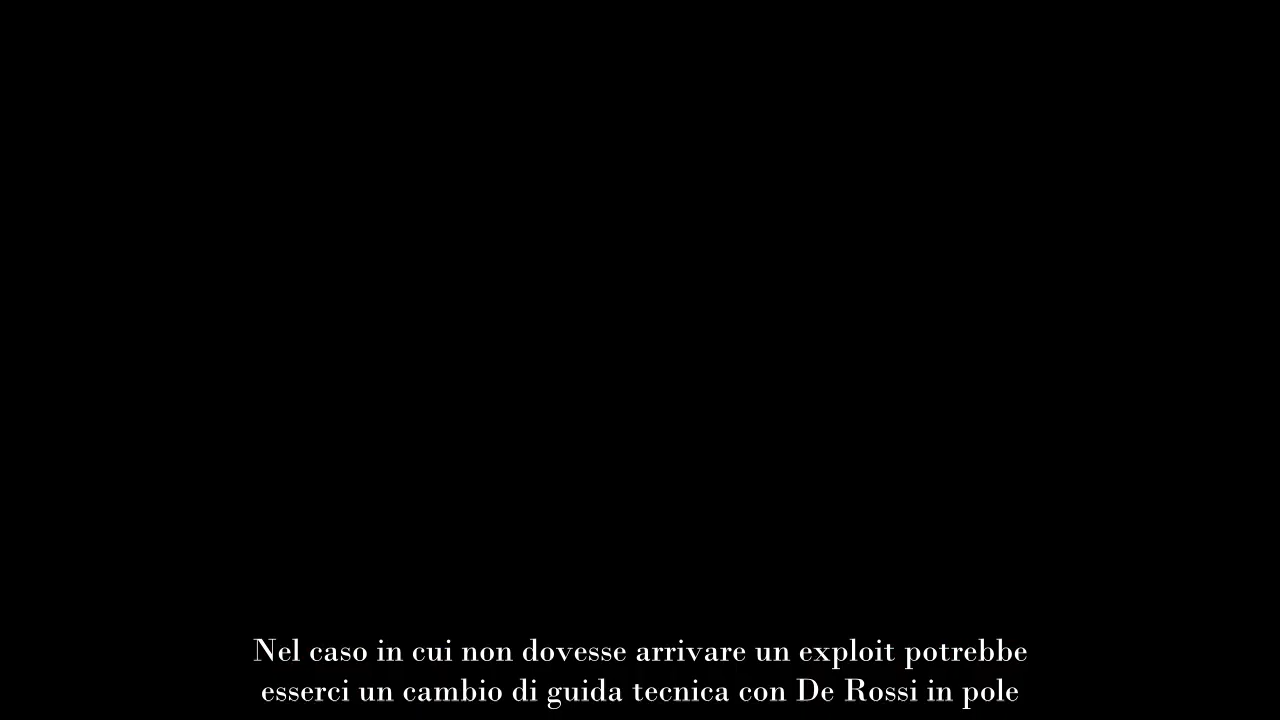 Nel caso in cui non dovesse arrivare un exploit potrebbe
esserci un cambio di guida tecnica con De Rossi in pole